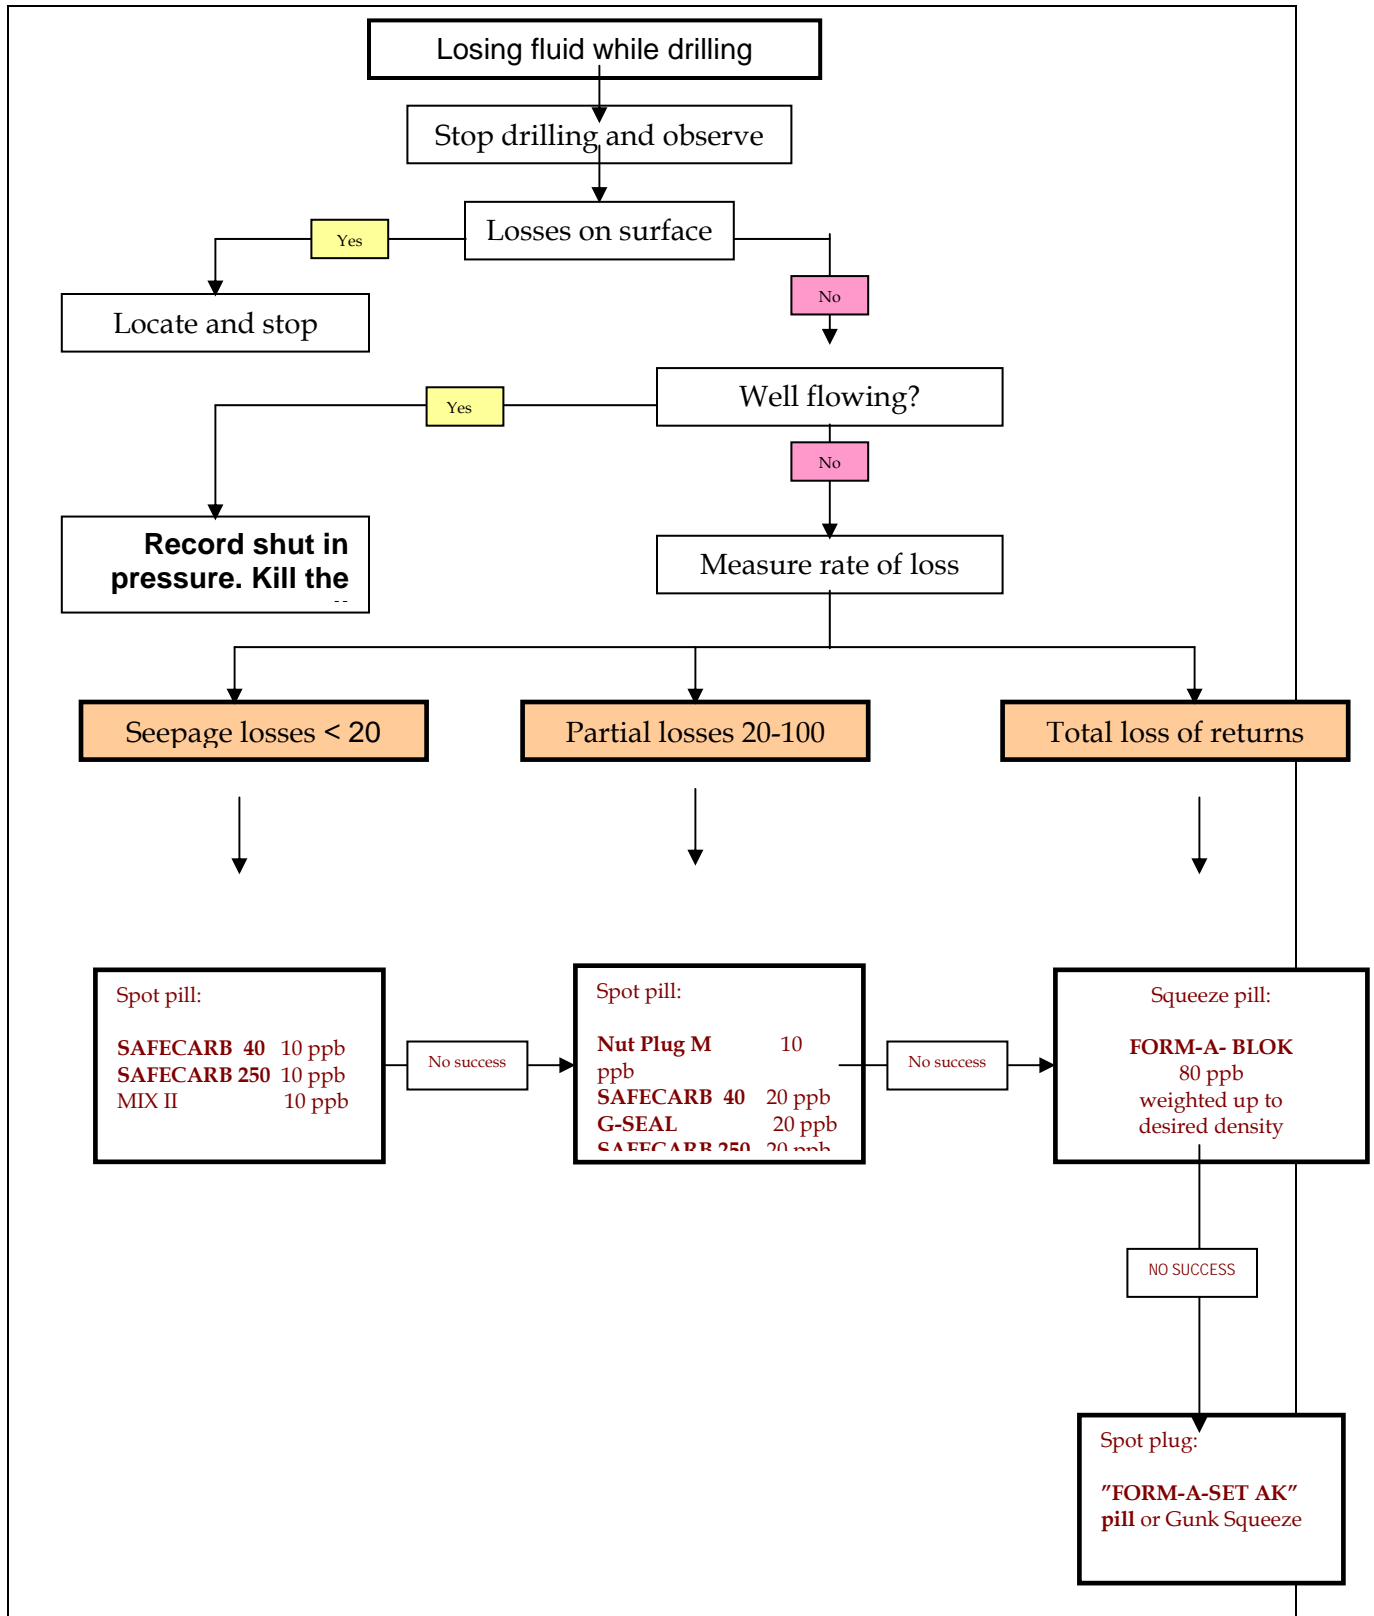 Losing fluid while drilling
Stop drilling and observe
Losses on surface
Yes
No
Locate and stop
Well flowing?
Yes
No
Record shut in
pressure. Kill the
Measure rate of loss
Seepage losses < 20
Partial losses 20-100
Total loss of returns
Spot pill:
SAFECARB 40 10 ppb
SAFECARB 250 10 ppb
MIX II 10 ppb
No success
Spot pill:
Nut Plug M 10
ppb
SAFECARB 40 20 ppb
G-SEAL 20 ppb
SAFECARB 250 20 ppb
No success
Squeeze pill:
FORM-A- BLOK
80 ppb
weighted up to
desired density
NO SUCCESS
Spot plug:
”FORM-A-SET AK”
pill or Gunk Squeeze